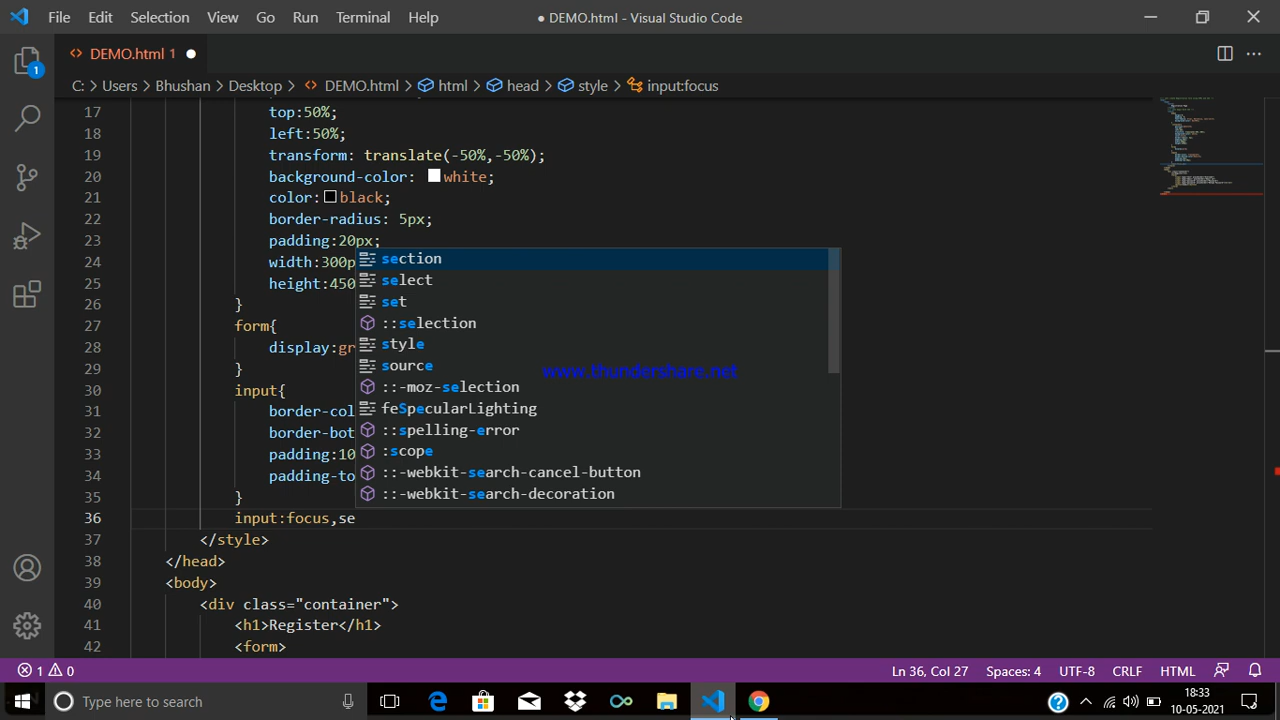 File Edit Selection View Go Run Terminal Help ● DEMO.html - Visual Studio Code
DEMO.html 1 ●
C: > Users > Bhushan > Desktop > DEMO.html > html > head > style > input:focus
17 top:50%;
18 left:50%;
19 transform: translate(-50%,-50%);
20 background-color: white;
21 color: black;
22 border-radius: 5px;
23 padding:20px;
24 width:300p
25 height:450
26 }
27 form{
28 display:gr
29 }
30 input{
31 border-col
32 border-bot
33 padding:10
34 padding-to
35 }
36 input:focus,se
37 </style>
38 </head>
39 <body>
40 <div class="container">
41 <h1>Register</h1>
42 <form>
section
select
set
::selection
style
source
::-moz-selection
feSpecularLighting
::spelling-error
:scope
::-webkit-search-cancel-button
::-webkit-search-decoration
www.thundershare.net
1
1 0 Ln 36, Col 27 Spaces: 4 UTF-8 CRLF HTML
Type here to search
18:33
10-05-2021